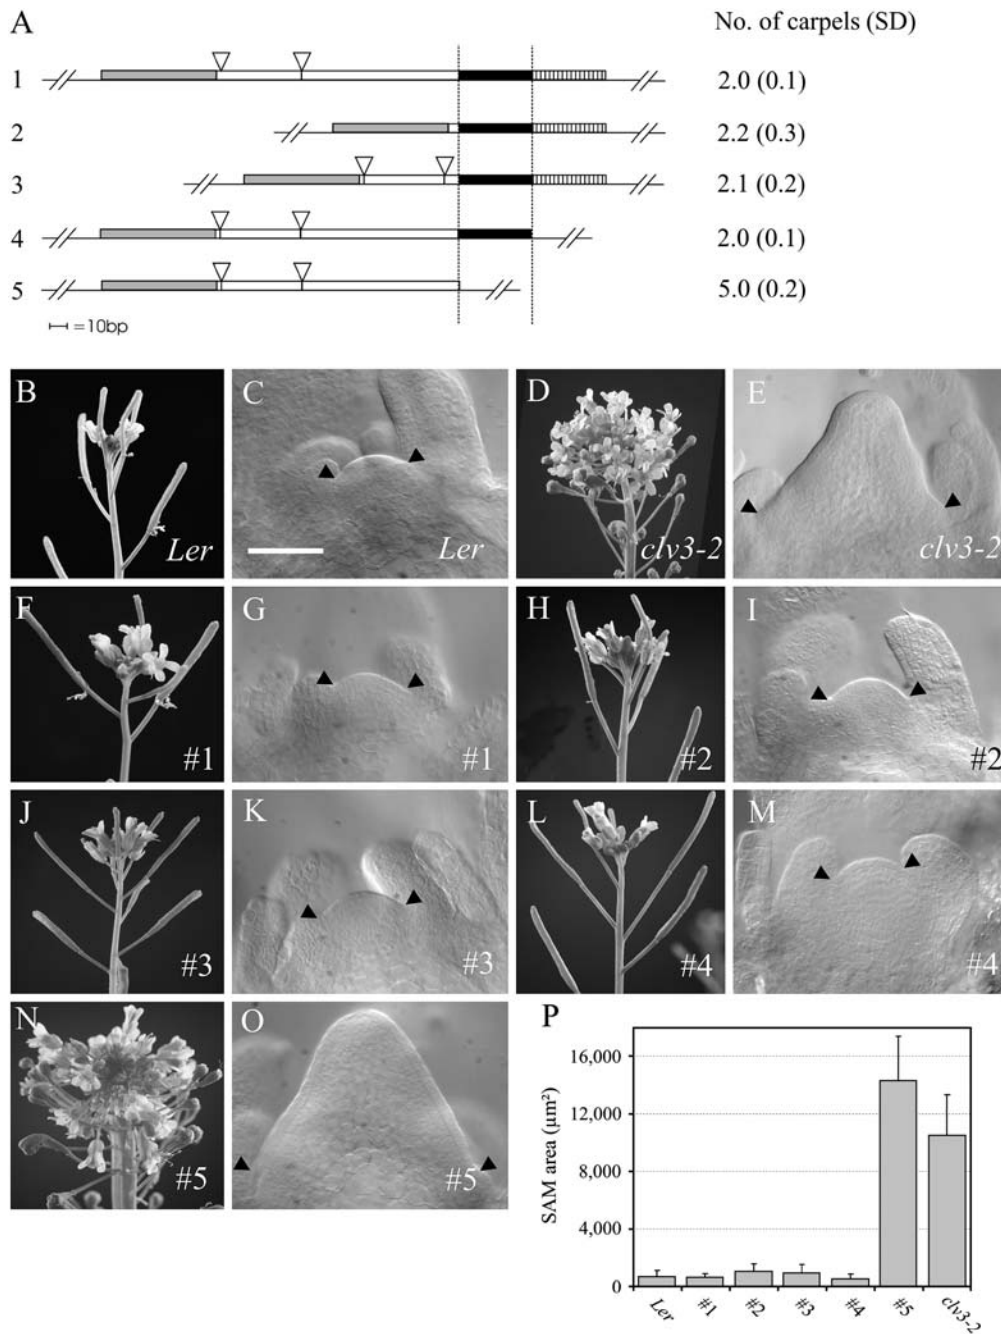 A
No. of carpels (SD)
1
2.0 (0.1)
2
2.2 (0.3)
3
2.1 (0.2)
4
2.0 (0.1)
5
5.0 (0.2)
=10bp
B
Ler
C
Ler
D
clv3-2
E
clv3-2
F
#1
G
#1
H
#2
I
#2
J
#3
K
#3
L
#4
M
#4
N
#5
O
#5
P
SAM area (µm²)
16,000
12,000
8,000
4,000
0
Ler
#1
#2
#3
#4
#5
clv3-2